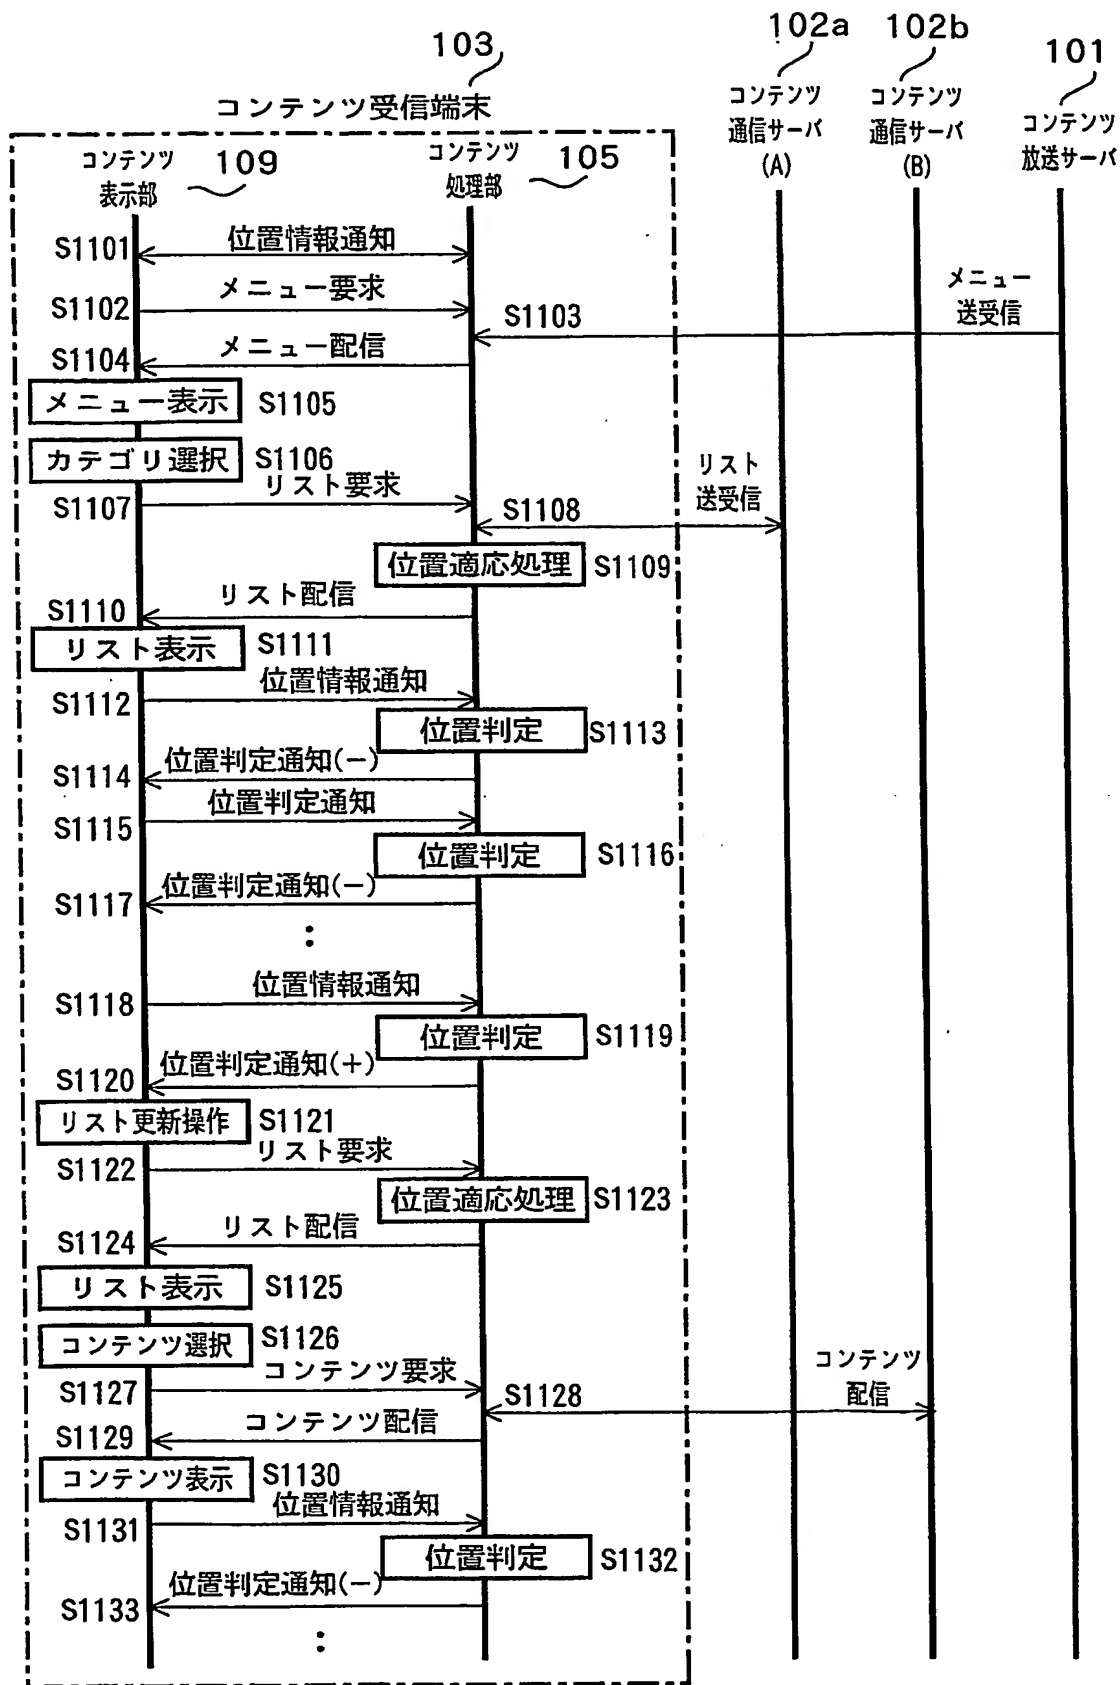 103
102a
102b
101
コンテンツ受信端末
コンテンツ
表示部
109
コンテンツ
処理部
105
コンテンツ
通信サーバ
(A)
コンテンツ
通信サーバ
(B)
コンテンツ
放送サーバ
S1101
位置情報通知
S1102
メニュー要求
S1103
メニュー
送受信
S1104
メニュー配信
メニュー表示
S1105
カテゴリ選択
S1106
S1107
リスト要求
S1108
リスト
送受信
位置適応処理
S1109
S1110
リスト配信
リスト表示
S1111
S1112
位置情報通知
位置判定
S1113
S1114
位置判定通知(−)
S1115
位置判定通知
位置判定
S1116
S1117
位置判定通知(−)
:
S1118
位置情報通知
位置判定
S1119
S1120
位置判定通知(+)
リスト更新操作
S1121
S1122
リスト要求
位置適応処理
S1123
S1124
リスト配信
リスト表示
S1125
コンテンツ選択
S1126
S1127
コンテンツ要求
S1128
コンテンツ
配信
S1129
コンテンツ配信
コンテンツ表示
S1130
S1131
位置情報通知
位置判定
S1132
S1133
位置判定通知(−)
: